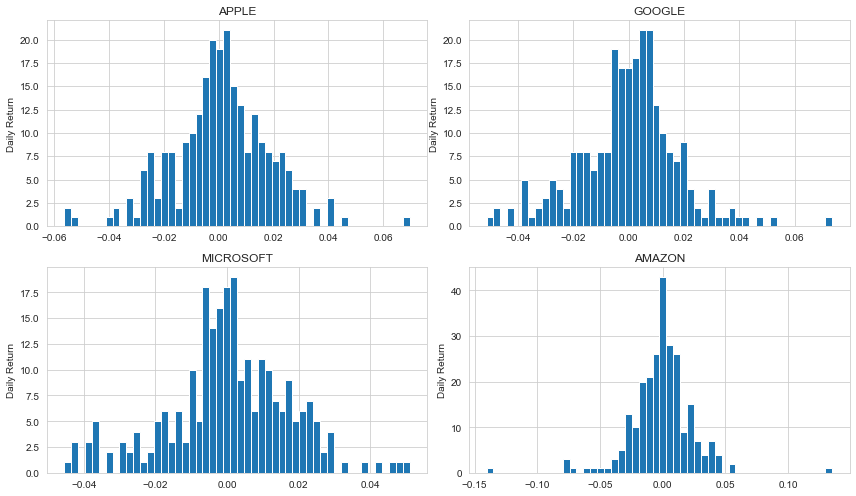 APPLE
Daily Return
20.0
17.5
15.0
12.5
10.0
7.5
5.0
2.5
0.0
−0.06 −0.04 −0.02 0.00 0.02 0.04 0.06
GOOGLE
Daily Return
20.0
17.5
15.0
12.5
10.0
7.5
5.0
2.5
0.0
−0.04 −0.02 0.00 0.02 0.04 0.06
MICROSOFT
Daily Return
17.5
15.0
12.5
10.0
7.5
5.0
2.5
0.0
−0.04 −0.02 0.00 0.02 0.04
AMAZON
Daily Return
40
30
20
10
0
−0.15 −0.10 −0.05 0.00 0.05 0.10